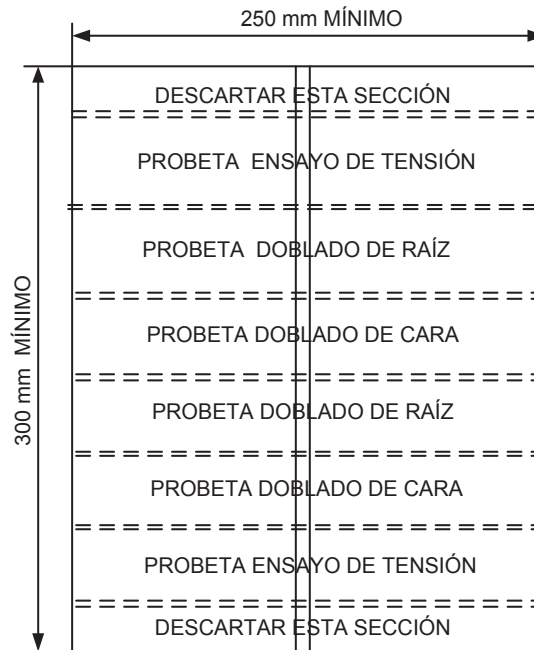 250 mm MÍNIMO
DESCARTAR ESTA SECCIÓN
PROBETA ENSAYO DE TENSIÓN
PROBETA DOBLADO DE RAÍZ
PROBETA DOBLADO DE CARA
PROBETA DOBLADO DE RAÍZ
PROBETA DOBLADO DE CARA
PROBETA ENSAYO DE TENSIÓN
DESCARTAR ESTA SECCIÓN
300 mm MÍNIMO